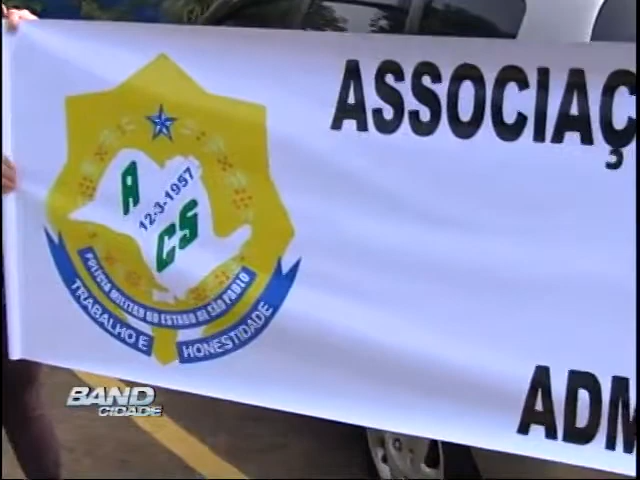 ASSOCIAÇ
A
12-3-1957
CS
POLÍCIA MILITAR DO ESTADO DE SÃO PAULO
TRABALHO E HONESTIDADE
ADM
BAND
CIDADE